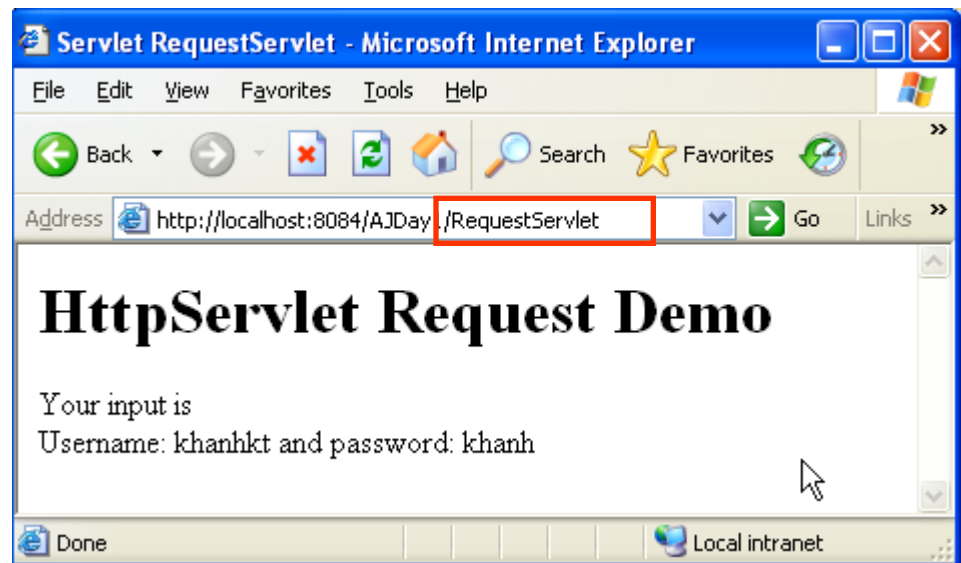 Servlet RequestServlet - Microsoft Internet Explorer
File Edit View Favorites Tools Help
Back Search Favorites »
Address http://localhost:8084/AJDay1/RequestServlet Go Links »
HttpServlet Request Demo
Your input is
Username: khanhkt and password: khanh
Done Local intranet